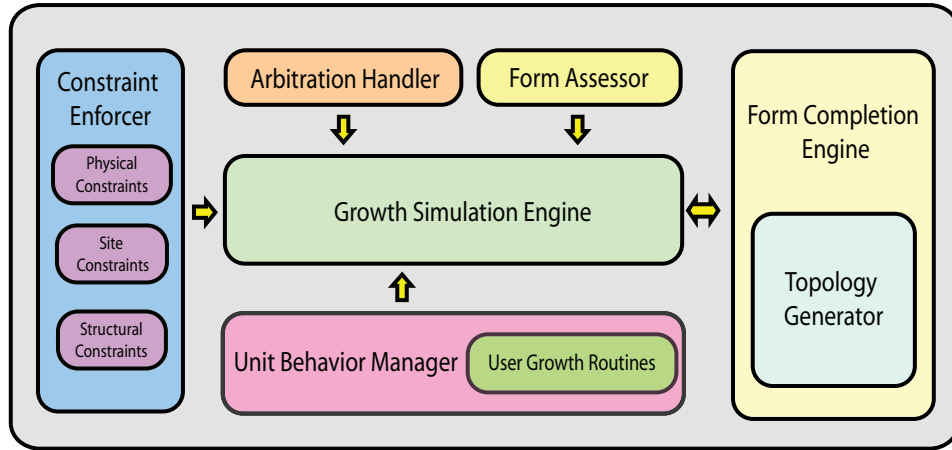 Constraint
Enforcer
Physical
Constraints
Site
Constraints
Structural
Constraints
Arbitration Handler
Form Assessor
Growth Simulation Engine
Unit Behavior Manager
User Growth Routines
Form Completion
Engine
Topology
Generator